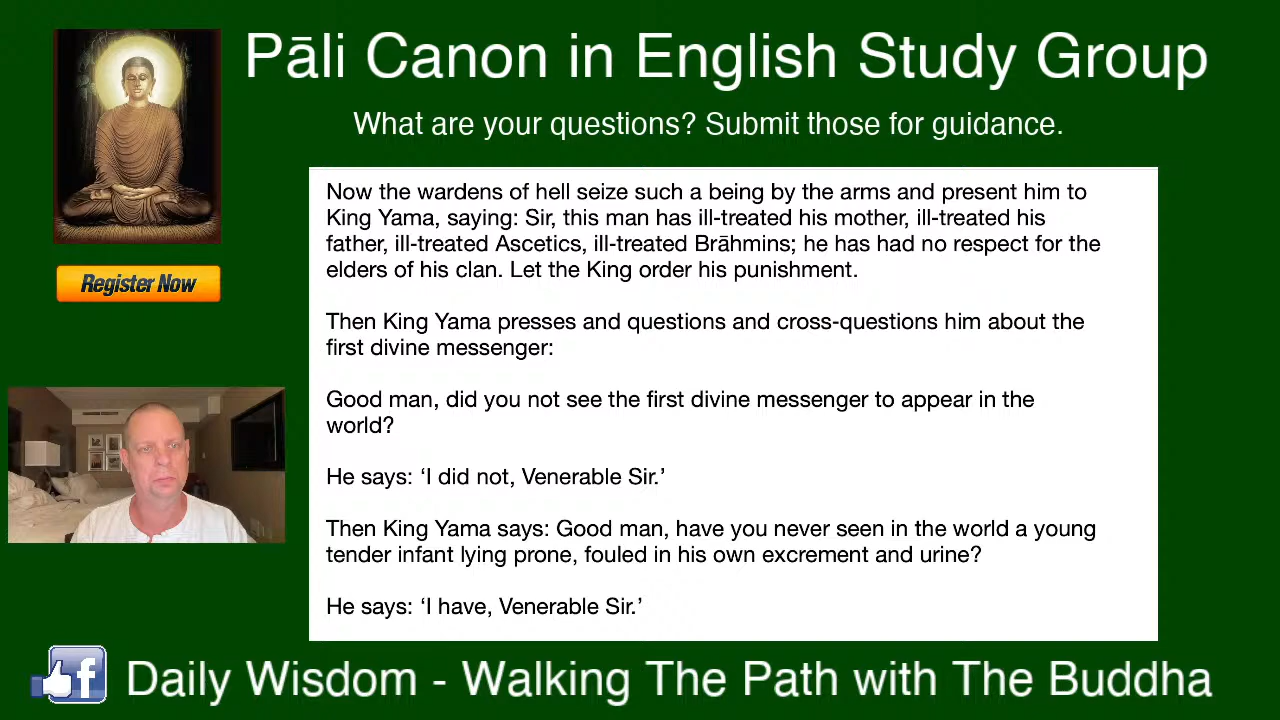 Pāli Canon in English Study Group
What are your questions? Submit those for guidance.
Register Now
Now the wardens of hell seize such a being by the arms and present him to
King Yama, saying: Sir, this man has ill-treated his mother, ill-treated his
father, ill-treated Ascetics, ill-treated Brāhmins; he has had no respect for the
elders of his clan. Let the King order his punishment.
Then King Yama presses and questions and cross-questions him about the
first divine messenger:
Good man, did you not see the first divine messenger to appear in the
world?
He says: ‘I did not, Venerable Sir.’
Then King Yama says: Good man, have you never seen in the world a young
tender infant lying prone, fouled in his own excrement and urine?
He says: ‘I have, Venerable Sir.’
f
Daily Wisdom - Walking The Path with The Buddha